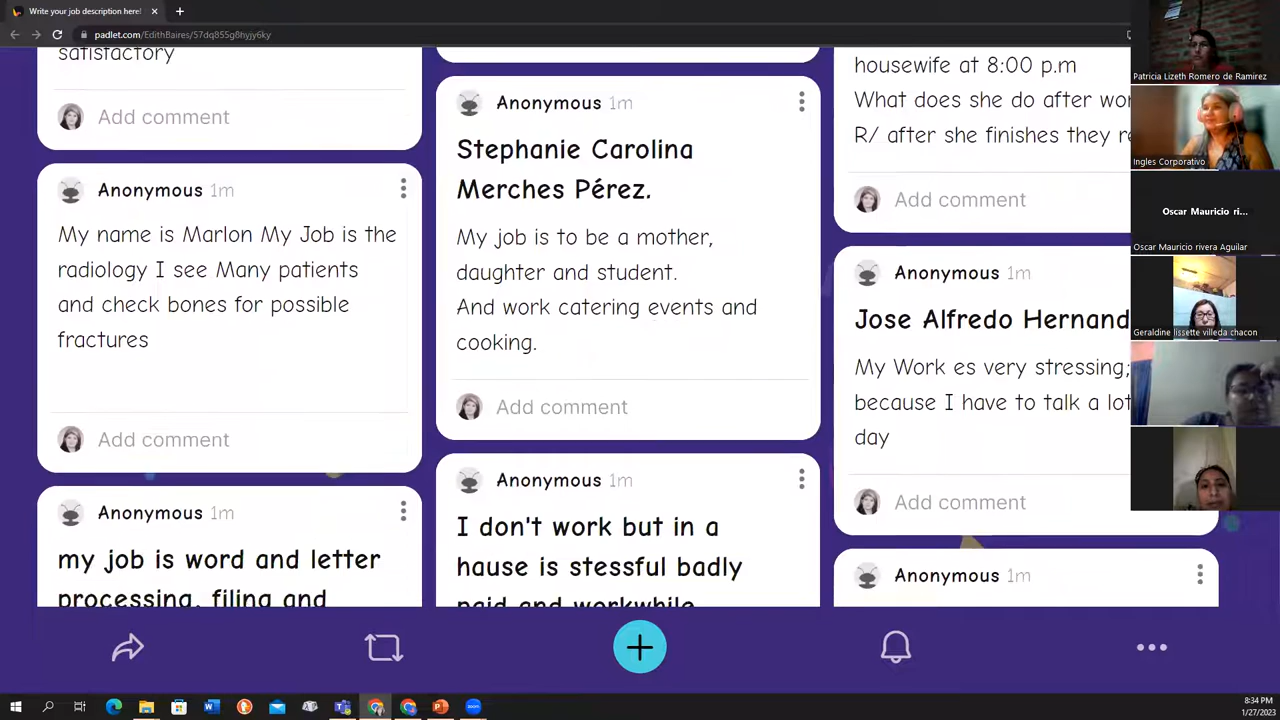 Write your job description here!
padlet.com/EdithBaires/57dq855g8hyjy6ky
satisfactory
Add comment
Anonymous 1m
My name is Marlon My Job is the
radiology I see Many patients
and check bones for possible
fractures
Add comment
Anonymous 1m
my job is word and letter
processing, filing and
Anonymous 1m
Stephanie Carolina
Merches Pérez.
My job is to be a mother,
daughter and student.
And work catering events and
cooking.
Add comment
Anonymous 1m
I don't work but in a
hause is stessful badly
paid and workwhile
housewife at 8:00 p.m
What does she do after wor
R/ after she finishes they re
Add comment
Anonymous 1m
Jose Alfredo Hernand
My Work es very stressing;
because I have to talk a lot
day
Add comment
Anonymous 1m
Patricia Lizeth Romero de Ramirez
Ingles Corporativo
Oscar Mauricio ri...
Oscar Mauricio rivera Aguilar
Geraldine lissette villeda chacon
8:34 PM
1/27/2023